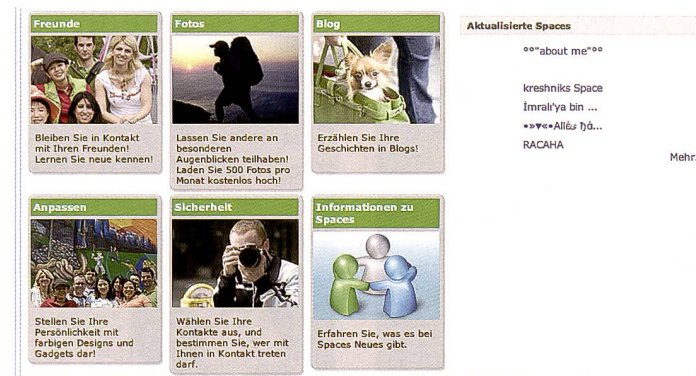 Freunde
Bleiben Sie in Kontakt
mit Ihren Freunden!
Lernen Sie neue kennen!
Fotos
Lassen Sie andere an
besonderen
Augenblicken teilhaben!
Laden Sie 500 Fotos pro
Monat kostenlos hoch!
Blog
Erzählen Sie Ihre
Geschichten in Blogs!
Anpassen
Stellen Sie Ihre
Persönlichkeit mit
farbigen Designs und
Gadgets dar!
Sicherheit
Wählen Sie Ihre
Kontakte aus, und
bestimmen Sie, wer mit
Ihnen in Kontakt treten
darf.
Informationen zu
Spaces
Erfahren Sie, was es bei
Spaces Neues gibt.
Aktualisierte Spaces
°°"about me"°°
kreshniks Space
İmralı'ya bin ...
RACAHA
Mehr.